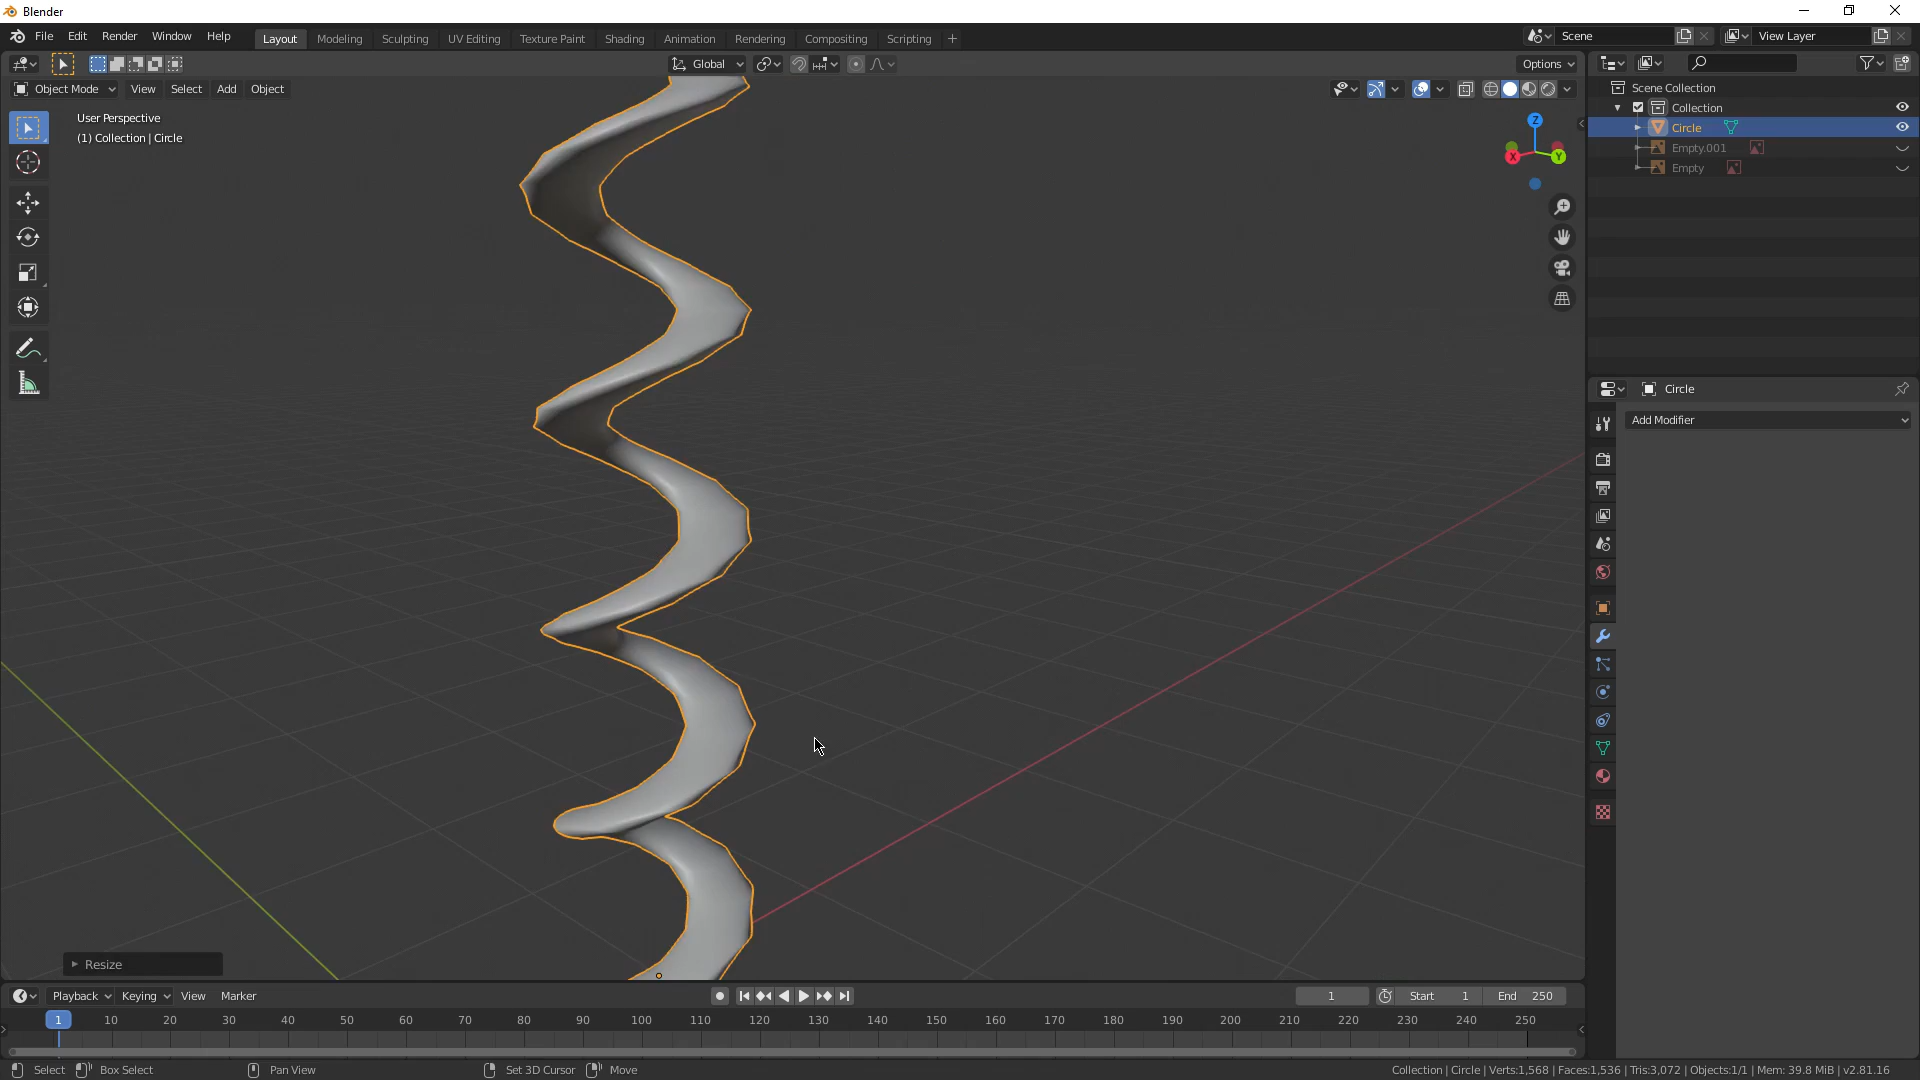 Blender
File Edit Render Window Help Layout Modeling Sculpting UV Editing Texture Paint Shading Animation Rendering Compositing Scripting + Scene View Layer
Global Options
Object Mode View Select Add Object
User Perspective
(1) Collection | Circle
Z
X Y
Scene Collection
Collection
Circle
Empty.001
Empty
Circle
Add Modifier
Resize
Playback Keying View Marker 1 Start 1 End 250
1 10 20 30 40 50 60 70 80 90 100 110 120 130 140 150 160 170 180 190 200 210 220 230 240 250
Select Box Select Pan View Set 3D Cursor Move Collection | Circle | Verts:1,568 | Faces:1,536 | Tris:3,072 | Objects:1/1 | Mem: 39.8 MiB | v2.81.16